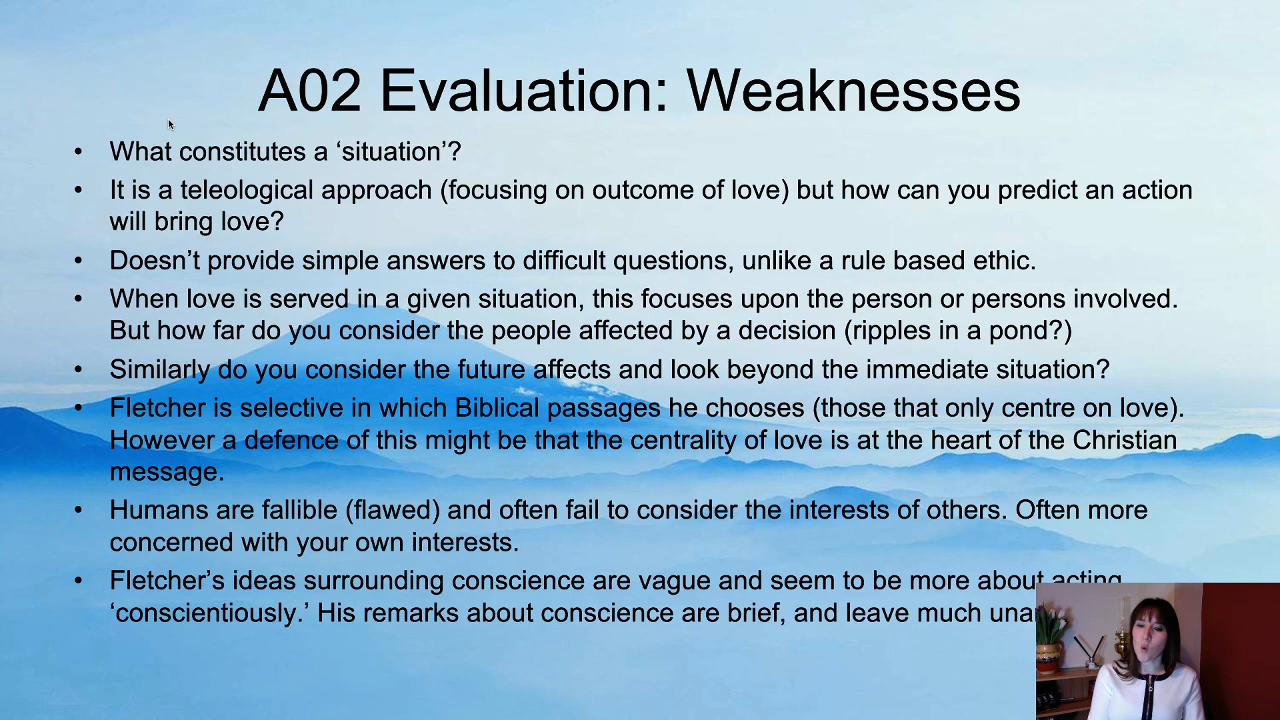 A02 Evaluation: Weaknesses
• What constitutes a ‘situation’?
• It is a teleological approach (focusing on outcome of love) but how can you predict an action
will bring love?
• Doesn’t provide simple answers to difficult questions, unlike a rule based ethic.
• When love is served in a given situation, this focuses upon the person or persons involved.
But how far do you consider the people affected by a decision (ripples in a pond?)
• Similarly do you consider the future affects and look beyond the immediate situation?
• Fletcher is selective in which Biblical passages he chooses (those that only centre on love).
However a defence of this might be that the centrality of love is at the heart of the Christian
message.
• Humans are fallible (flawed) and often fail to consider the interests of others. Often more
concerned with your own interests.
• Fletcher’s ideas surrounding conscience are vague and seem to be more about acting
‘conscientiously.’ His remarks about conscience are brief, and leave much